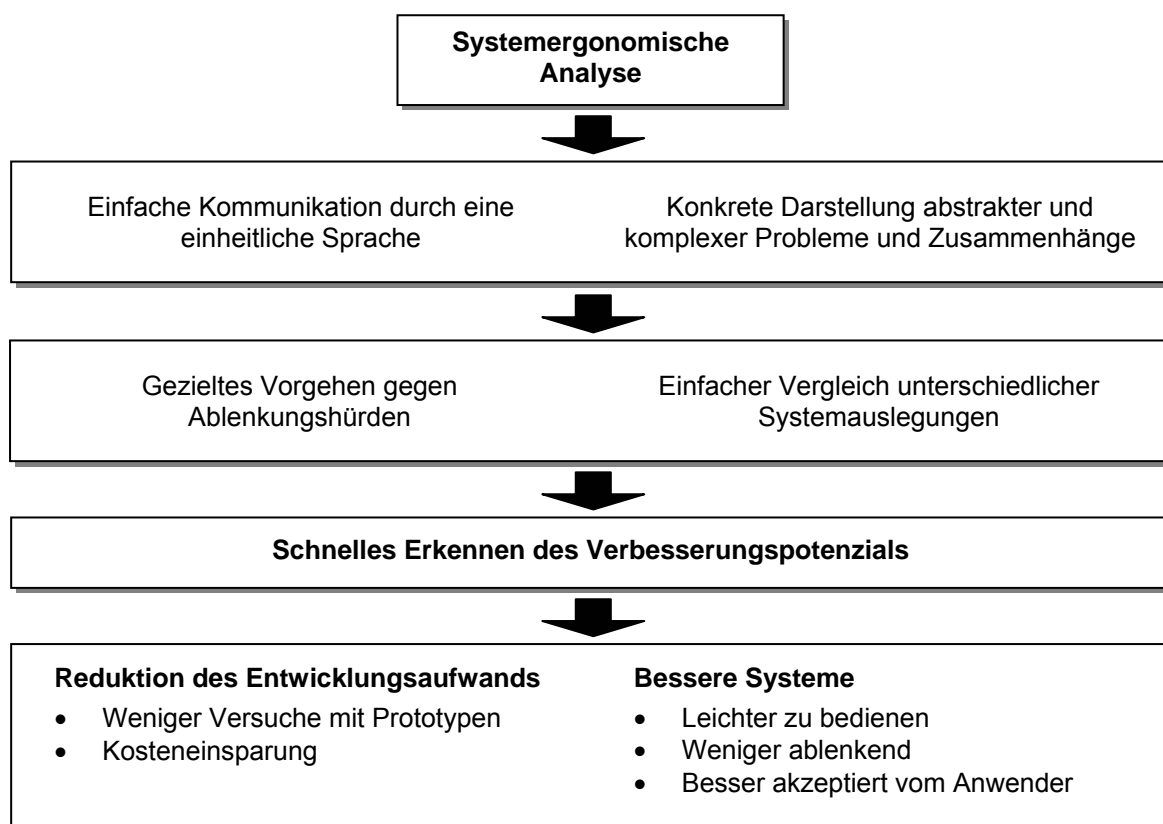 Systemergonomische
Analyse
Einfache Kommunikation durch eine
einheitliche Sprache
Konkrete Darstellung abstrakter und
komplexer Probleme und Zusammenhänge
Gezieltes Vorgehen gegen
Ablenkungshürden
Einfacher Vergleich unterschiedlicher
Systemauslegungen
Schnelles Erkennen des Verbesserungspotenzials
Reduktion des Entwicklungsaufwands
• Weniger Versuche mit Prototypen
• Kosteneinsparung
Bessere Systeme
• Leichter zu bedienen
• Weniger ablenkend
• Besser akzeptiert vom Anwender